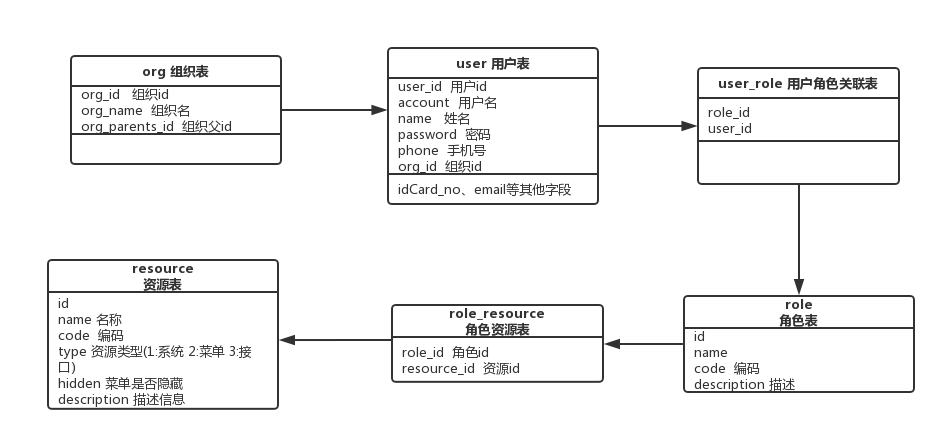 org 组织表
org_id 组织id
org_name 组织名
org_parents_id 组织父id
user 用户表
user_id 用户id
account 用户名
name 姓名
password 密码
phone 手机号
org_id 组织id
idCard_no、email等其他字段
user_role 用户角色关联表
role_id
user_id
resource
资源表
id
name 名称
code 编码
type 资源类型(1:系统 2:菜单 3:接
口)
hidden 菜单是否隐藏
description 描述信息
role_resource
角色资源表
role_id 角色id
resource_id 资源id
role
角色表
id
name
code 编码
description 描述